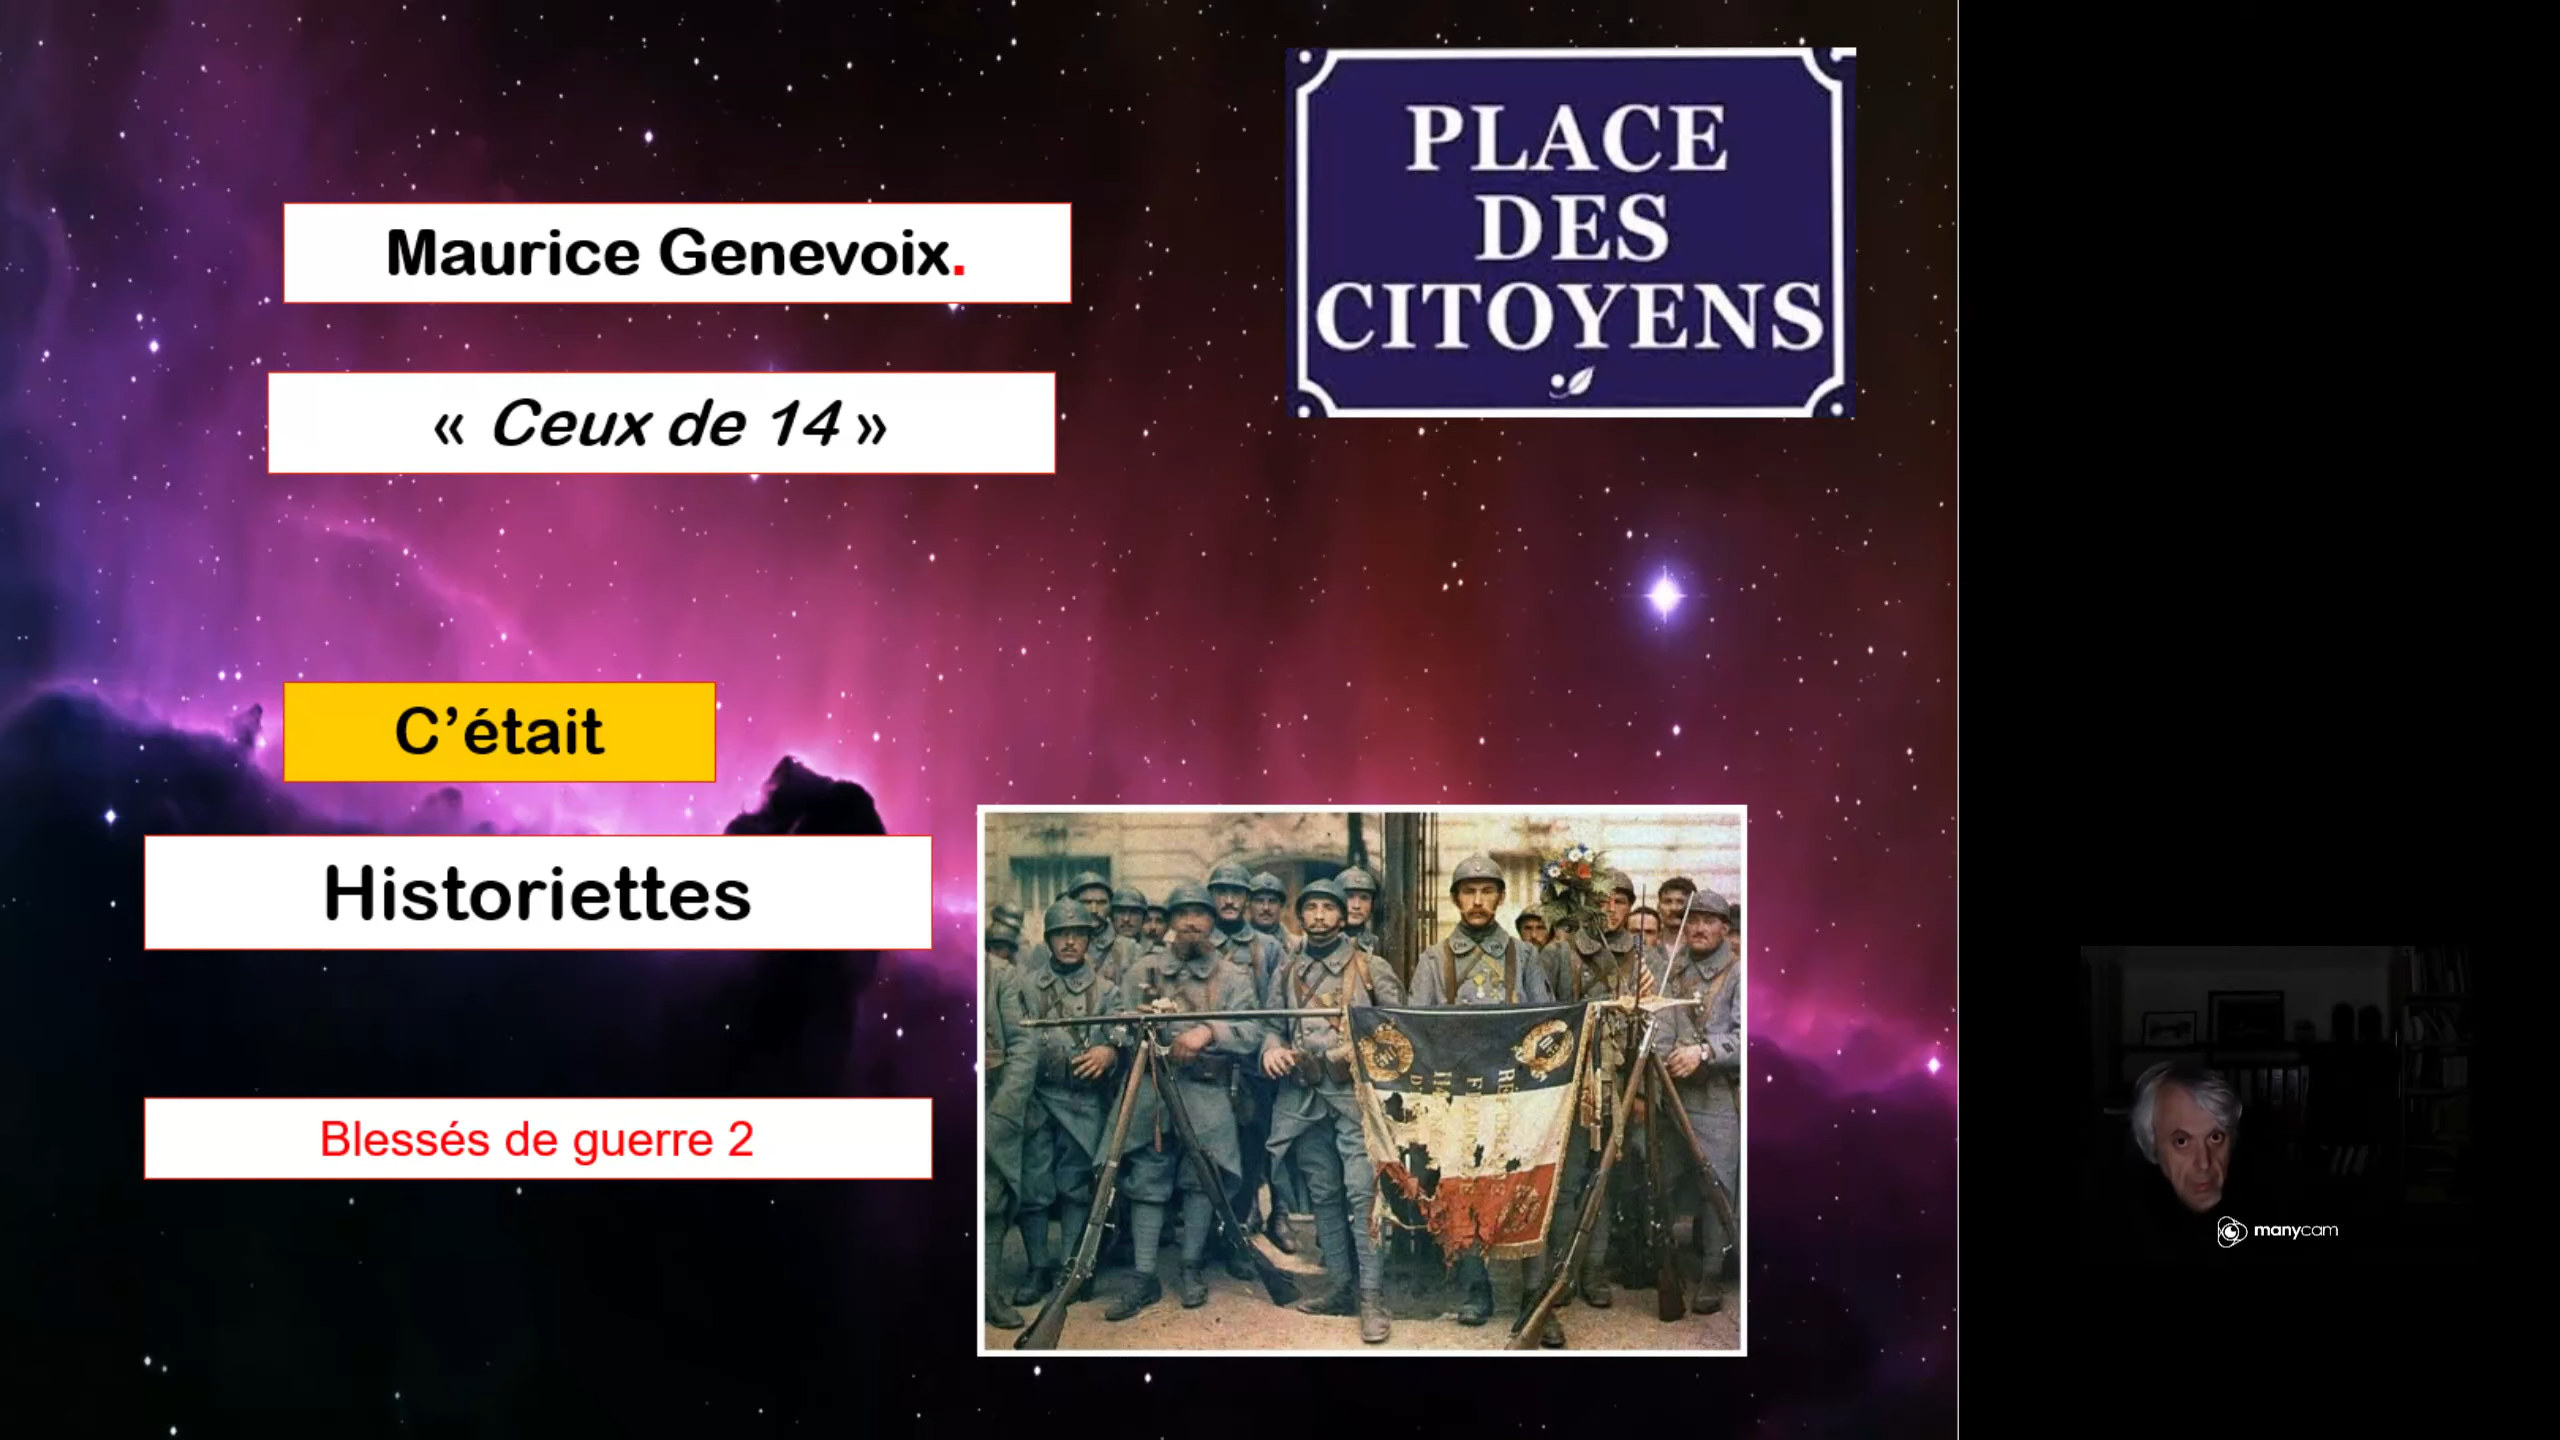 Maurice Genevoix.
« Ceux de 14 »
PLACE
DES
CITOYENS
C’était
Historiettes
Blessés de guerre 2
manycam